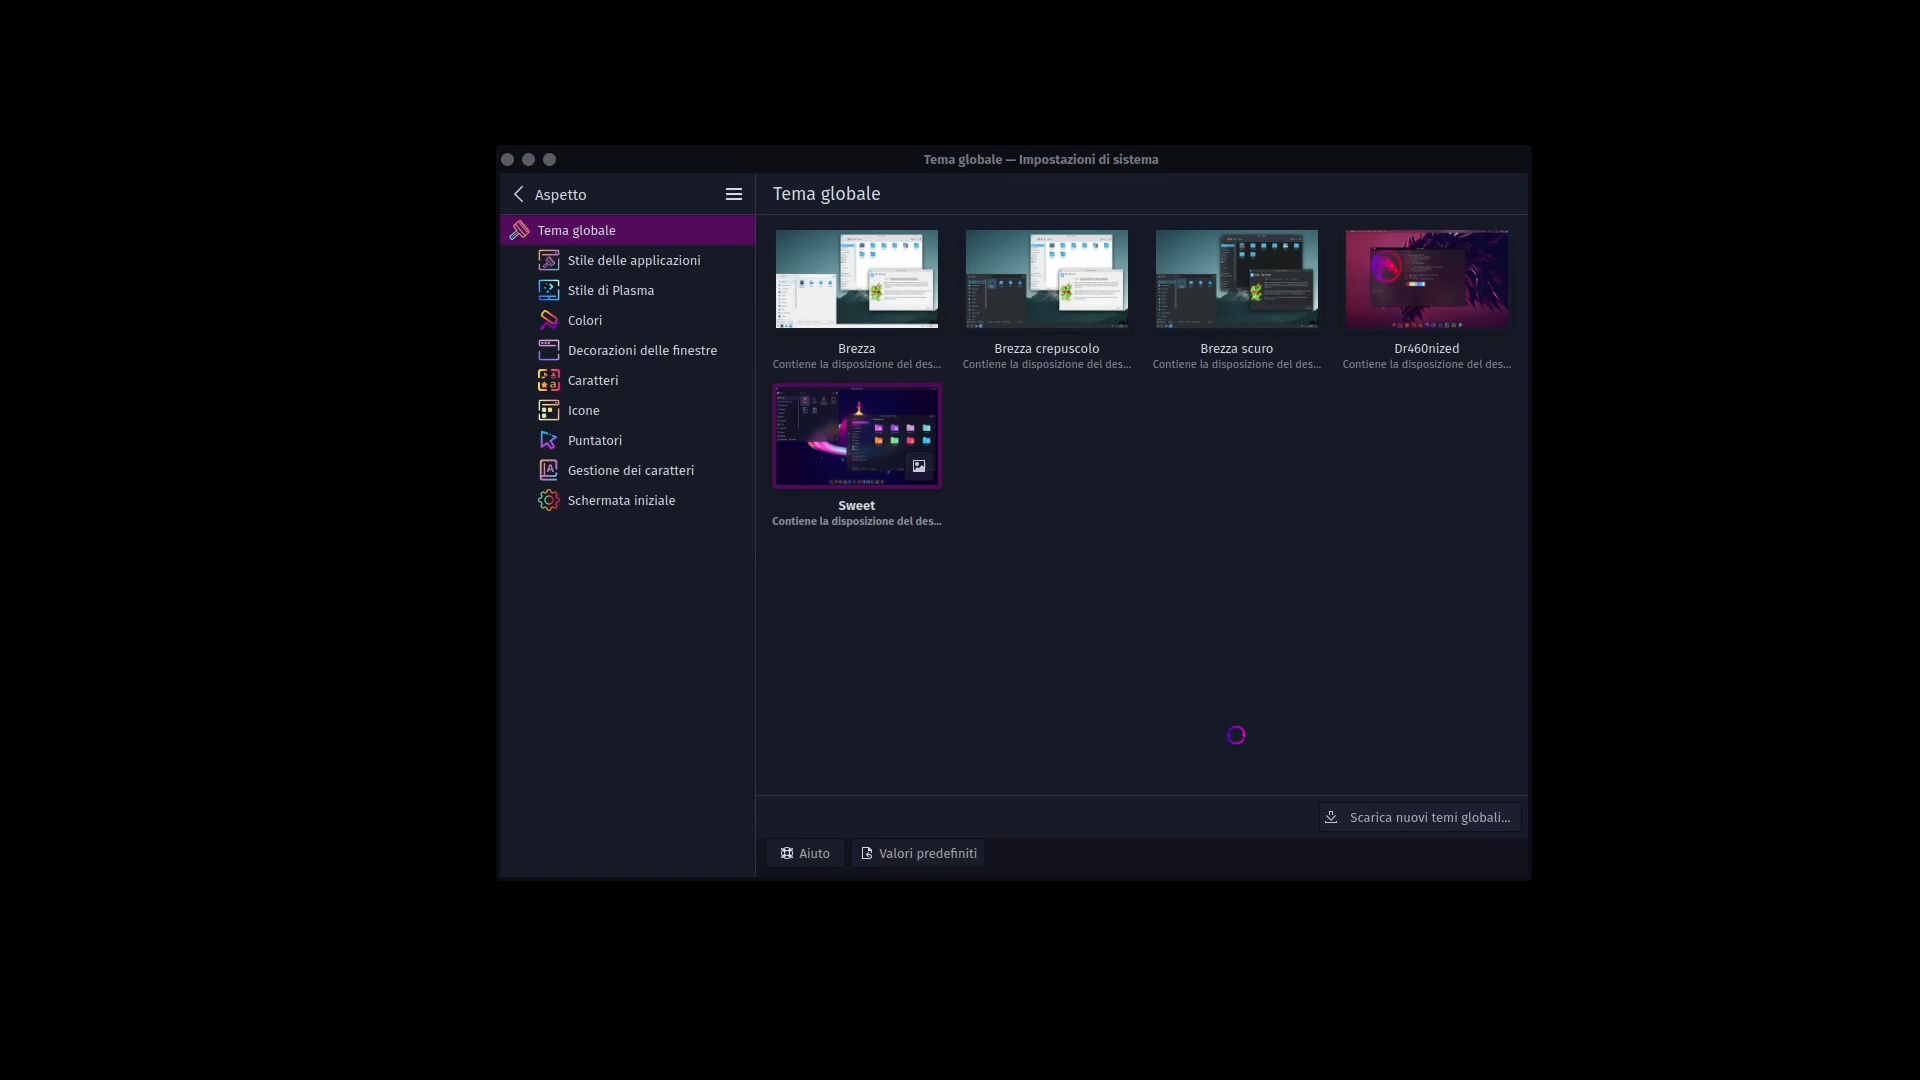 Tema globale — Impostazioni di sistema
Aspetto
Tema globale
Tema globale
Stile delle applicazioni
Stile di Plasma
Colori
Decorazioni delle finestre
Caratteri
Icone
Puntatori
Gestione dei caratteri
Schermata iniziale
Brezza
Contiene la disposizione del des...
Brezza crepuscolo
Contiene la disposizione del des...
Brezza scuro
Contiene la disposizione del des...
Dr460nized
Contiene la disposizione del des...
Sweet
Contiene la disposizione del des...
Scarica nuovi temi globali...
Aiuto
Valori predefiniti